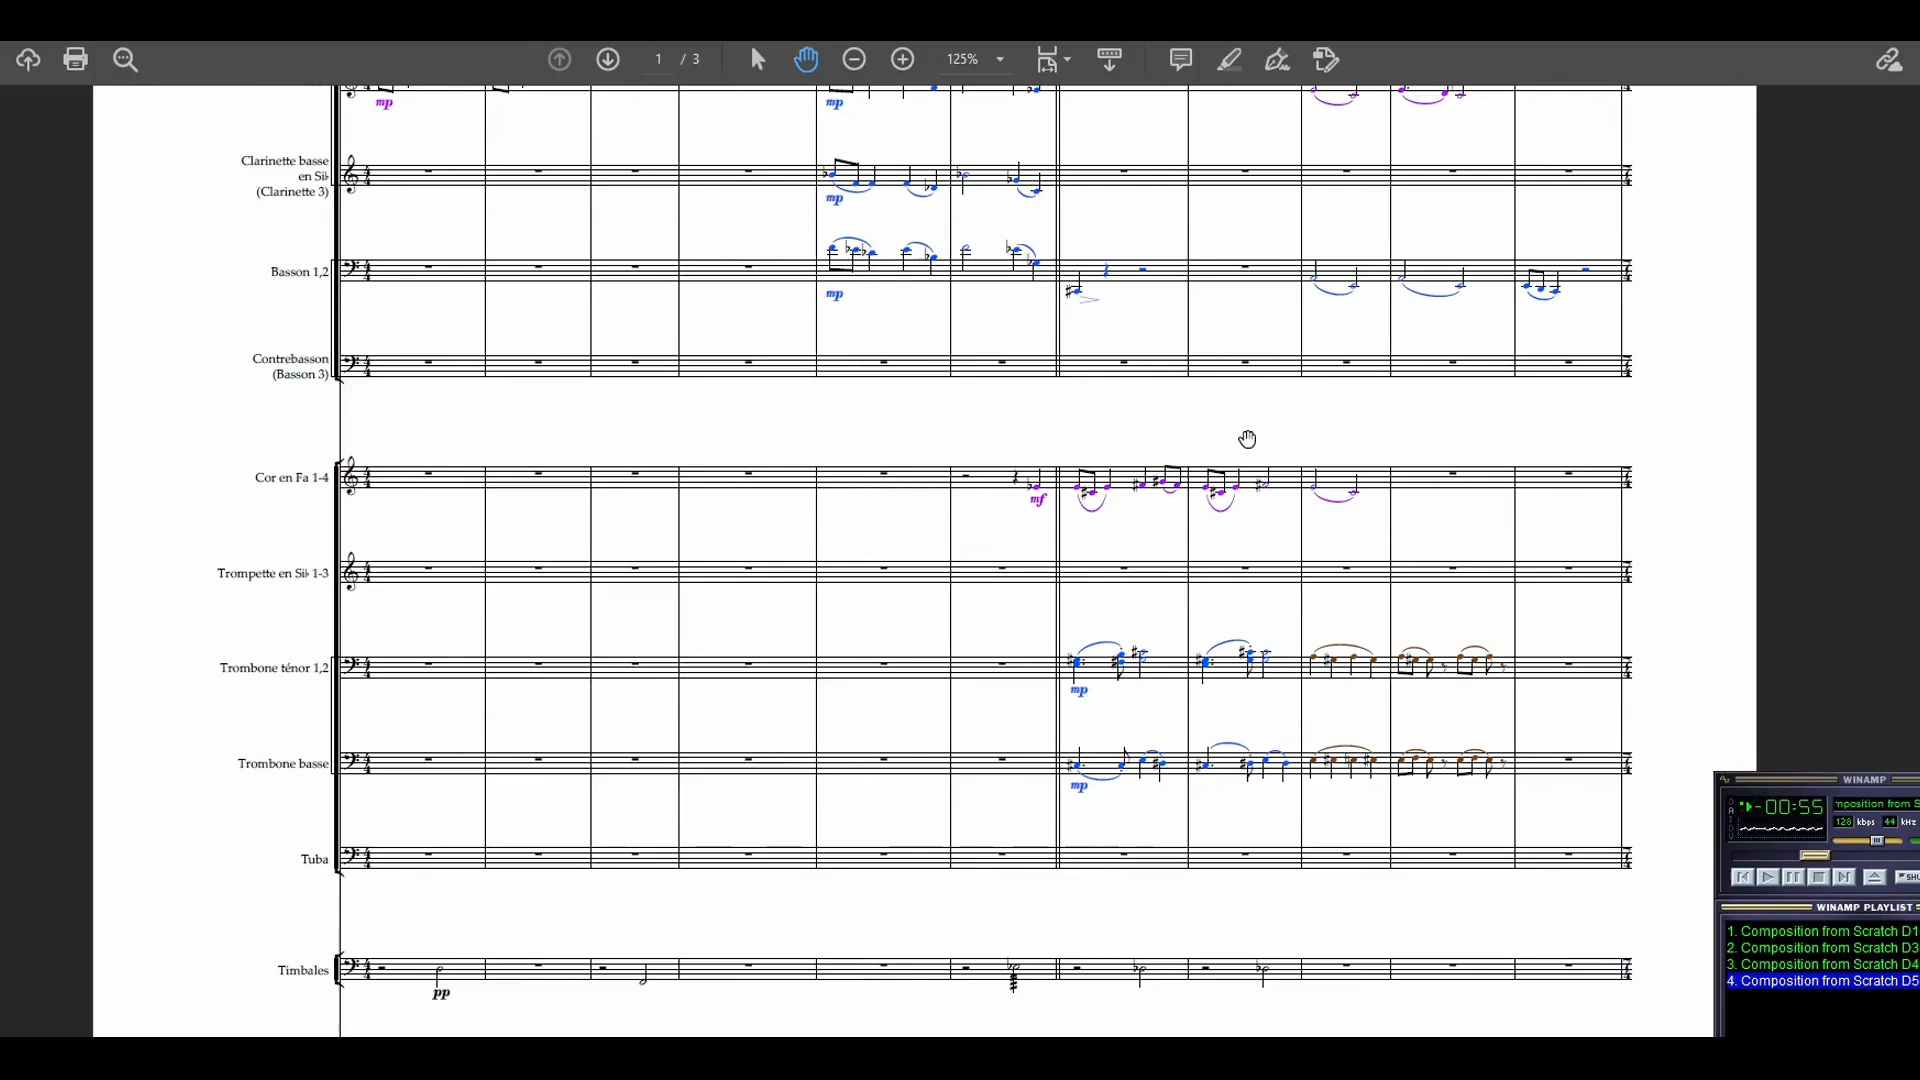 1 / 3
125%
mp
mp
Clarinette basse
en Si♭
(Clarinette 3)
mp
Basson 1,2
mp
Contrebasson
(Basson 3)
Cor en Fa 1-4
mf
Trompette en Si♭ 1-3
Trombone ténor 1,2
mp
Trombone basse
mp
Tuba
Timbales
pp
WINAMP
-00:55
mposition from S
128 kbps 44 kHz
SHU
WINAMP PLAYLIST
1. Composition from Scratch D1
2. Composition from Scratch D3
3. Composition from Scratch D4
4. Composition from Scratch D5